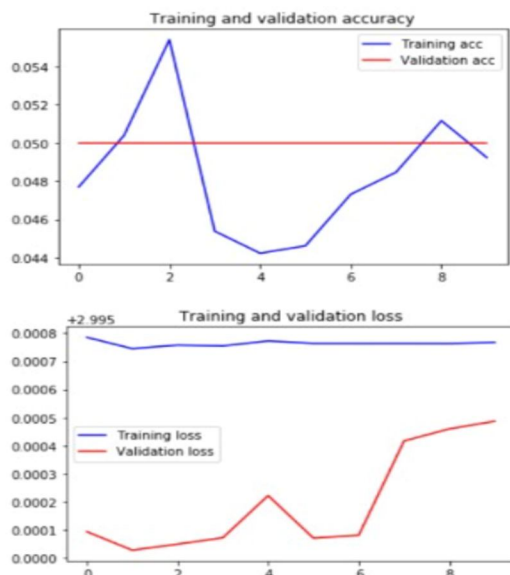 Training and validation accuracy
0.054
0.052
0.050
0.048
0.046
0.044
Training acc
Validation acc
0 2 4 6 8
Training and validation loss
+2.995
0.0008
0.0007
0.0006
0.0005
0.0004
0.0003
0.0002
0.0001
0.0000
Training loss
Validation loss
0 2 4 6 8